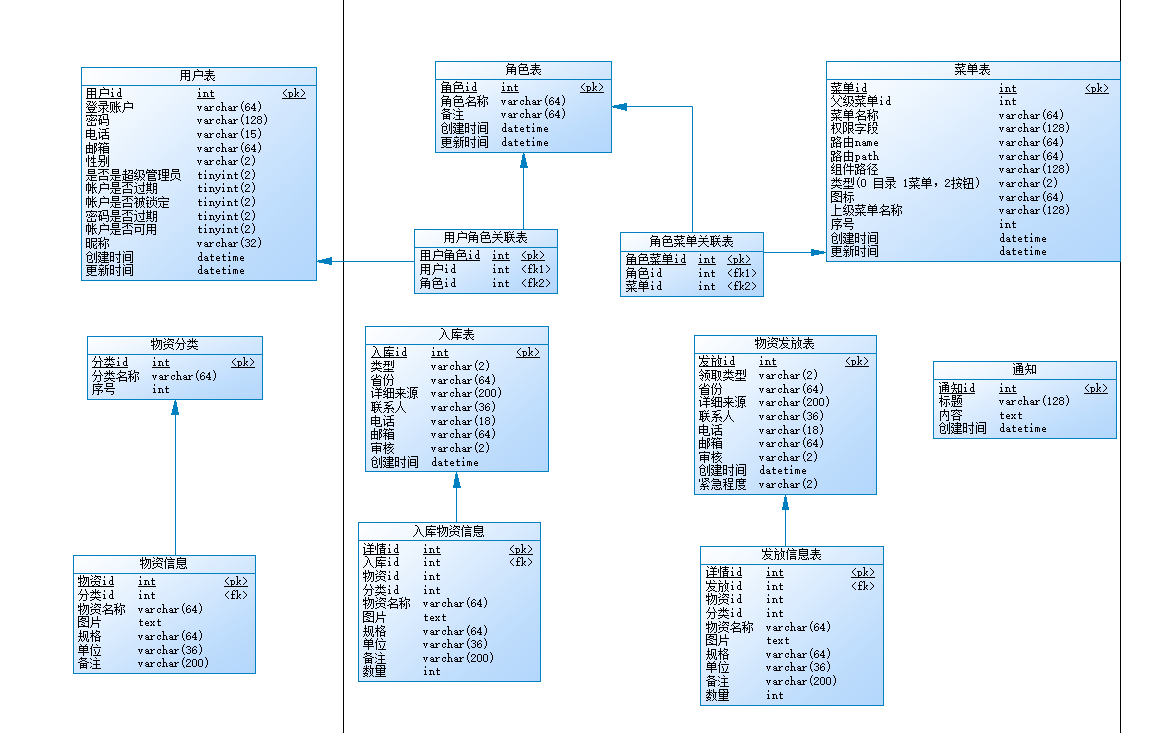 用户表
用户id int <pk>
登录账户 varchar(64)
密码 varchar(128)
电话 varchar(15)
邮箱 varchar(64)
性别 varchar(2)
是否是超级管理员 tinyint(2)
帐户是否过期 tinyint(2)
帐户是否被锁定 tinyint(2)
密码是否过期 tinyint(2)
帐户是否可用 tinyint(2)
昵称 varchar(32)
创建时间 datetime
更新时间 datetime
角色表
角色id int <pk>
角色名称 varchar(64)
备注 varchar(64)
创建时间 datetime
更新时间 datetime
菜单表
菜单id int <pk>
父级菜单id int
菜单名称 varchar(64)
权限字段 varchar(128)
路由name varchar(64)
路由path varchar(64)
组件路径 varchar(128)
类型(0 目录 1菜单，2按钮) varchar(2)
图标 varchar(64)
上级菜单名称 varchar(128)
序号 int
创建时间 datetime
更新时间 datetime
用户角色关联表
用户角色id int <pk>
用户id int <fk1>
角色id int <fk2>
角色菜单关联表
角色菜单id int <pk>
角色id int <fk1>
菜单id int <fk2>
物资分类
分类id int <pk>
分类名称 varchar(64)
序号 int
入库表
入库id int <pk>
类型 varchar(2)
省份 varchar(64)
详细来源 varchar(200)
联系人 varchar(36)
电话 varchar(18)
邮箱 varchar(64)
审核 varchar(2)
创建时间 datetime
物资发放表
发放id int <pk>
领取类型 varchar(2)
省份 varchar(64)
详细来源 varchar(200)
联系人 varchar(36)
电话 varchar(18)
邮箱 varchar(64)
审核 varchar(2)
创建时间 datetime
紧急程度 varchar(2)
通知
通知id int <pk>
标题 varchar(128)
内容 text
创建时间 datetime
物资信息
物资id int <pk>
分类id int <fk>
物资名称 varchar(64)
图片 text
规格 varchar(64)
单位 varchar(36)
备注 varchar(200)
入库物资信息
详情id int <pk>
入库id int <fk>
物资id int
分类id int
物资名称 varchar(64)
图片 text
规格 varchar(64)
单位 varchar(36)
备注 varchar(200)
数量 int
发放信息表
详情id int <pk>
发放id int <fk>
物资id int
分类id int
物资名称 varchar(64)
图片 text
规格 varchar(64)
单位 varchar(36)
备注 varchar(200)
数量 int